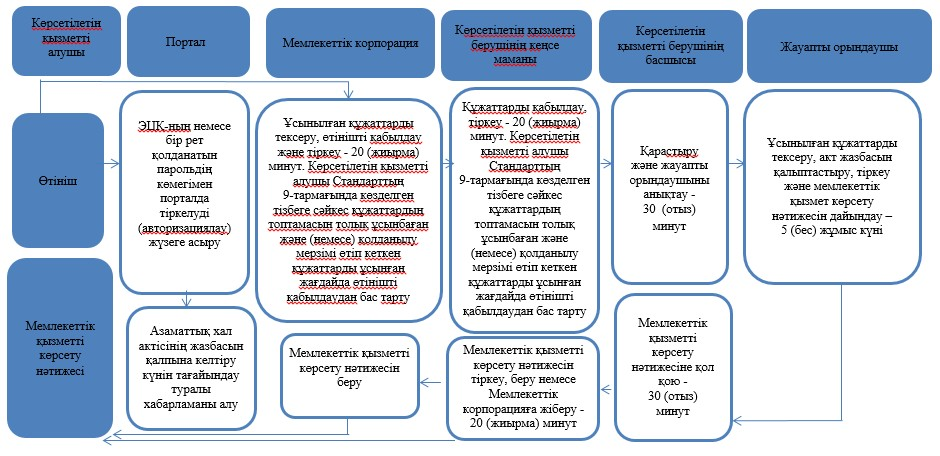 Көрсетілетін
қызметті
алушы
Портал
Мемлекеттік корпорация
Көрсетілетін қызметті
берушінің кеңсе
маманы
Көрсетілетін
қызметті берушінің
басшысы
Жауапты орындаушы
Өтініш
ЭЦҚ-ның немесе
бір рет
қолданатын
парольдің
көмегімен
порталда
тіркелуді
(авторизациялау)
жүзеге асыру
Ұсынылған құжаттарды
тексеру, өтінішті қабылдау
және тіркеу - 20 (жиырма)
минут. Көрсетілетін қызметті
алушы Стандарттың
9-тармағында көзделген
тізбеге сәйкес құжаттардың
топтамасын толық ұсынбаған
және (немесе) қолданылу
мерзімі өтіп кеткен
құжаттарды ұсынған
жағдайда өтінішті
қабылдаудан бас тарту
Құжаттарды қабылдау,
тіркеу - 20 (жиырма)
минут. Көрсетілетін
қызметті алушы
Стандарттың
9-тармағында көзделген
тізбеге сәйкес
құжаттардың
топтамасын толық
ұсынбаған және
(немесе) қолданылу
мерзімі өтіп кеткен
құжаттарды ұсынған
жағдайда өтінішті
қабылдаудан бас тарту
Қарастыру
және жауапты
орындаушыны
анықтау -
30 (отыз)
минут
Ұсынылған құжаттарды
тексеру, акт жазбасын
қалыптастыру, тіркеу
және мемлекеттік
қызмет көрсету
нәтижесін дайындау –
5 (бес) жұмыс күні
Мемлекеттік
қызметті
көрсету
нәтижесі
Азаматтық хал
актісінің жазбасын
қалпына келтіру
күнін тағайындау
туралы
хабарламаны алу
Мемлекеттік қызметті
көрсету нәтижесін
беру
Мемлекеттік қызметті
көрсету нәтижесін
тіркеу, беру немесе
Мемлекеттік
корпорацияға жіберу -
20 (жиырма) минут
Мемлекеттік
қызметті
көрсету
нәтижесіне қол
қою -
30 (отыз)
минут